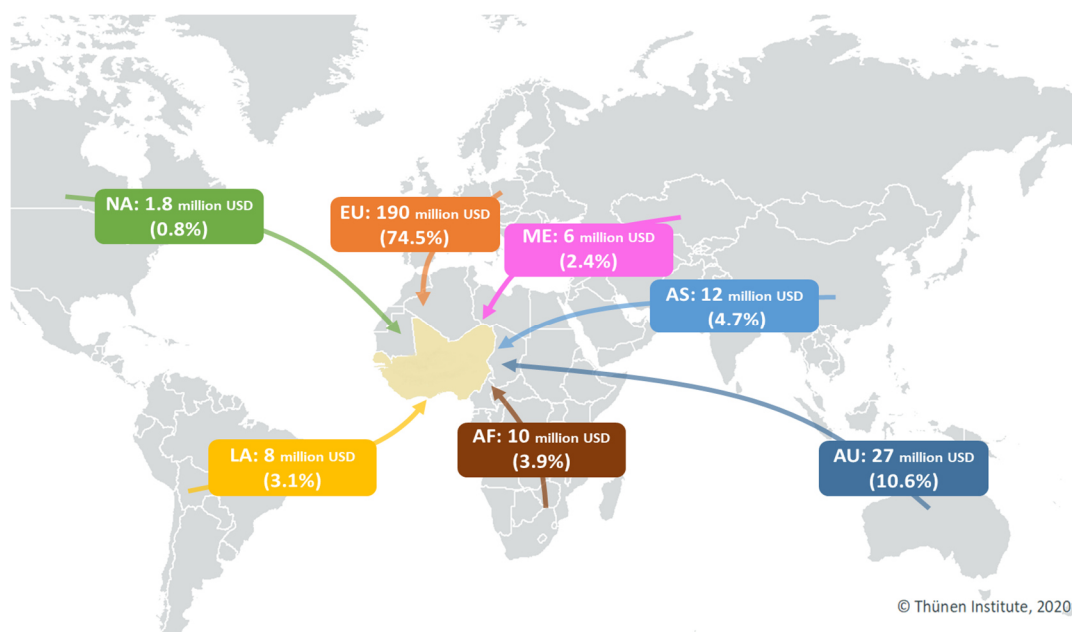 NA: 1.8 million USD
(0.8%)
EU: 190 million USD
(74.5%)
ME: 6 million USD
(2.4%)
AS: 12 million USD
(4.7%)
LA: 8 million USD
(3.1%)
AF: 10 million USD
(3.9%)
AU: 27 million USD
(10.6%)
© Thünen Institute, 2020